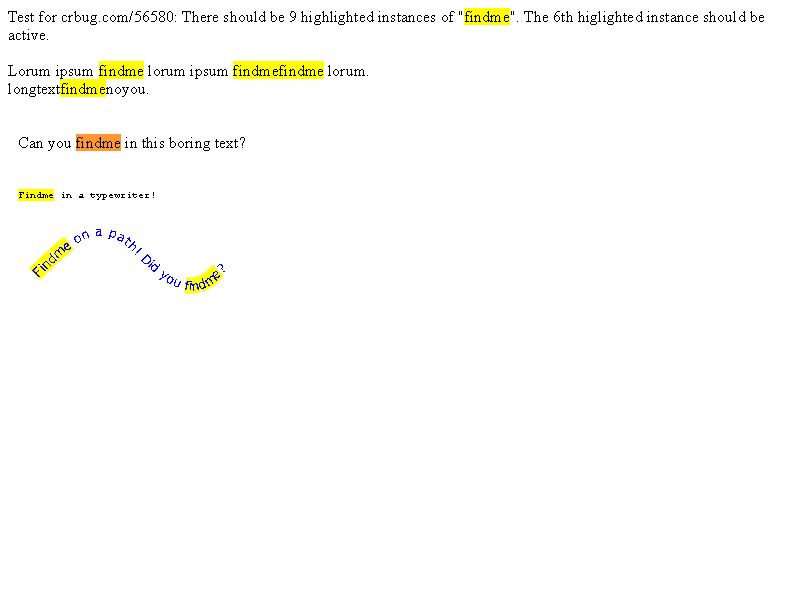 Test for crbug.com/56580: There should be 9 highlighted instances of "findme". The 6th higlighted instance should be
active.
Lorum ipsum findme lorum ipsum findmefindme lorum.
longtextfindmenoyou.
Can you findme in this boring text?
Findme in a typewriter!
Findme on a path! Did you findme?